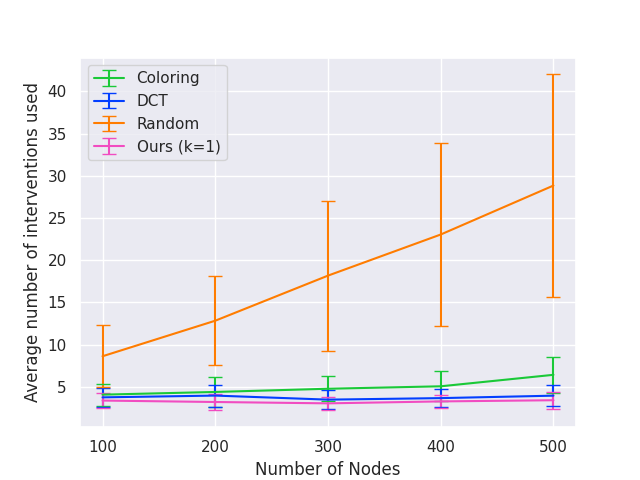 Coloring
DCT
Random
Ours (k=1)
Average number of interventions used
40
35
30
25
20
15
10
5
100 200 300 400 500
Number of Nodes